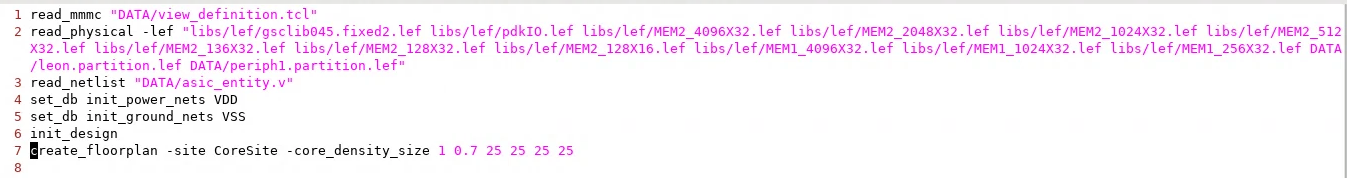 1 read_mmmc "DATA/view_definition.tcl"
2 read_physical -lef "libs/lef/gsclib045.fixed2.lef libs/lef/pdkIO.lef libs/lef/MEM2_4096X32.lef libs/lef/MEM2_2048X32.lef libs/lef/MEM2_1024X32.lef libs/lef/MEM2_512
X32.lef libs/lef/MEM2_136X32.lef libs/lef/MEM2_128X32.lef libs/lef/MEM2_128X16.lef libs/lef/MEM1_4096X32.lef libs/lef/MEM1_1024X32.lef libs/lef/MEM1_256X32.lef DATA
/leon.partition.lef DATA/periph1.partition.lef"
3 read_netlist "DATA/asic_entity.v"
4 set_db init_power_nets VDD
5 set_db init_ground_nets VSS
6 init_design
7 create_floorplan -site CoreSite -core_density_size 1 0.7 25 25 25 25
8